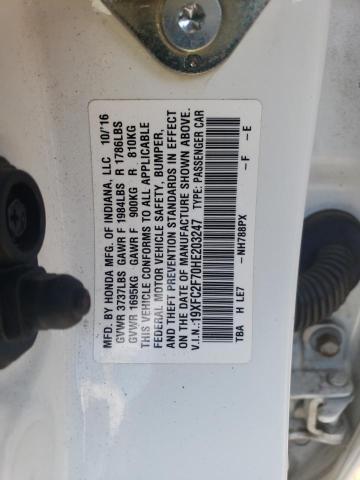 MFD. BY HONDA MFG. OF INDIANA, LLC 10/'16
GVWR 3737LBS GAWR F 1984LBS R 1786LBS
GVWR 1695KG GAWR F 900KG R 810KG
THIS VEHICLE CONFORMS TO ALL APPLICABLE
FEDERAL MOTOR VEHICLE SAFETY, BUMPER,
AND THEFT PREVENTION STANDARDS IN EFFECT
ON THE DATE OF MANUFACTURE SHOWN ABOVE.
V.I.N.:19XFC2F70HE203247 TYPE: PASSENGER CAR
-NH788PX -F -E
TBA H LE7